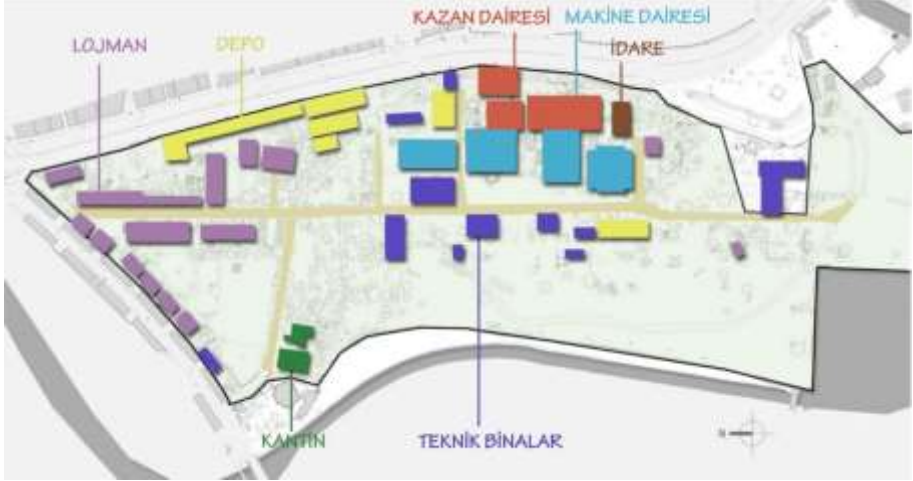 KAZAN DAİRESİ
MAKİNE DAİRESİ
LOJMAN
DEPO
İDARE
N
KANTİN
TEKNİK BİNALAR